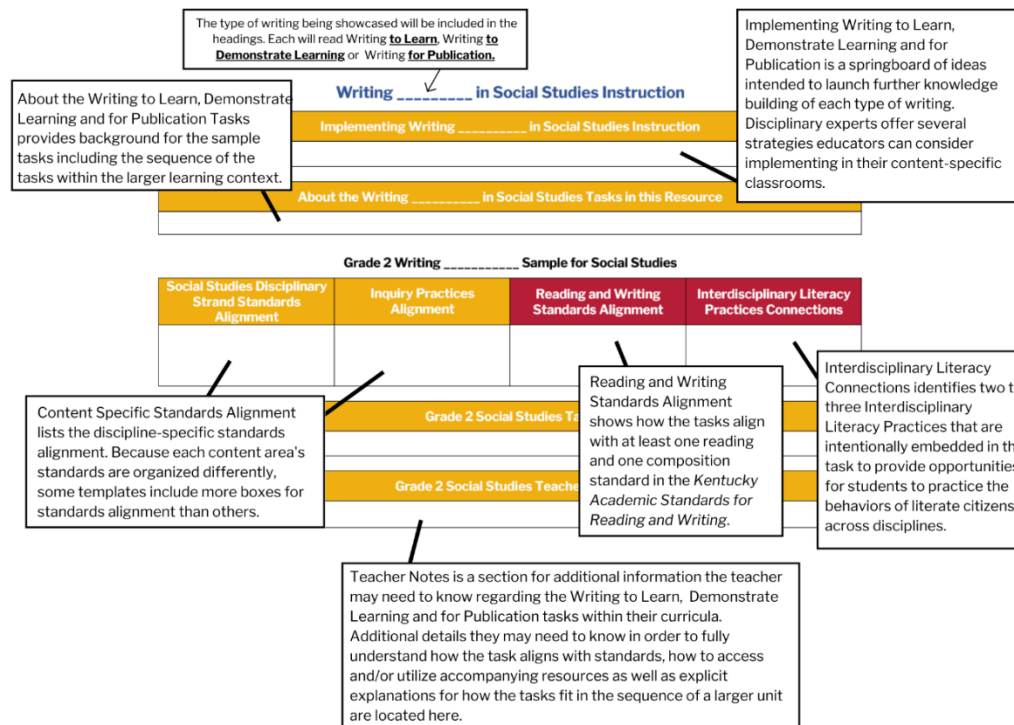 The type of writing being showcased will be included in the
headings. Each will read Writing to Learn, Writing to
Demonstrate Learning or Writing for Publication.
Implementing Writing to Learn,
Demonstrate Learning and for
Publication is a springboard of ideas
intended to launch further knowledge
building of each type of writing.
Disciplinary experts offer several
strategies educators can consider
implementing in their content-specific
classrooms.
About the Writing to Learn, Demonstrate
Learning and for Publication Tasks
provides background for the sample
tasks including the sequence of the
tasks within the larger learning context.
Writing _________ in Social Studies Instruction
Implementing Writing __________ in Social Studies Instruction
About the Writing __________ in Social Studies Tasks in this Resource
Grade 2 Writing ___________ Sample for Social Studies
Social Studies Disciplinary
Strand Standards
Alignment
Inquiry Practices
Alignment
Reading and Writing
Standards Alignment
Interdisciplinary Literacy
Practices Connections
Content Specific Standards Alignment
lists the discipline-specific standards
alignment. Because each content area's
standards are organized differently,
some templates include more boxes for
standards alignment than others.
Reading and Writing
Standards Alignment
shows how the tasks align
with at least one reading
and one composition
standard in the Kentucky
Academic Standards for
Reading and Writing.
Interdisciplinary Literacy
Connections identifies two t
three Interdisciplinary
Literacy Practices that are
intentionally embedded in th
task to provide opportunities
for students to practice the
behaviors of literate citizens
across disciplines.
Grade 2 Social Studies Ta
Grade 2 Social Studies Teache
Teacher Notes is a section for additional information the teacher
may need to know regarding the Writing to Learn, Demonstrate
Learning and for Publication tasks within their curricula.
Additional details they may need to know in order to fully
understand how the task aligns with standards, how to access
and/or utilize accompanying resources as well as explicit
explanations for how the tasks fit in the sequence of a larger unit
are located here.